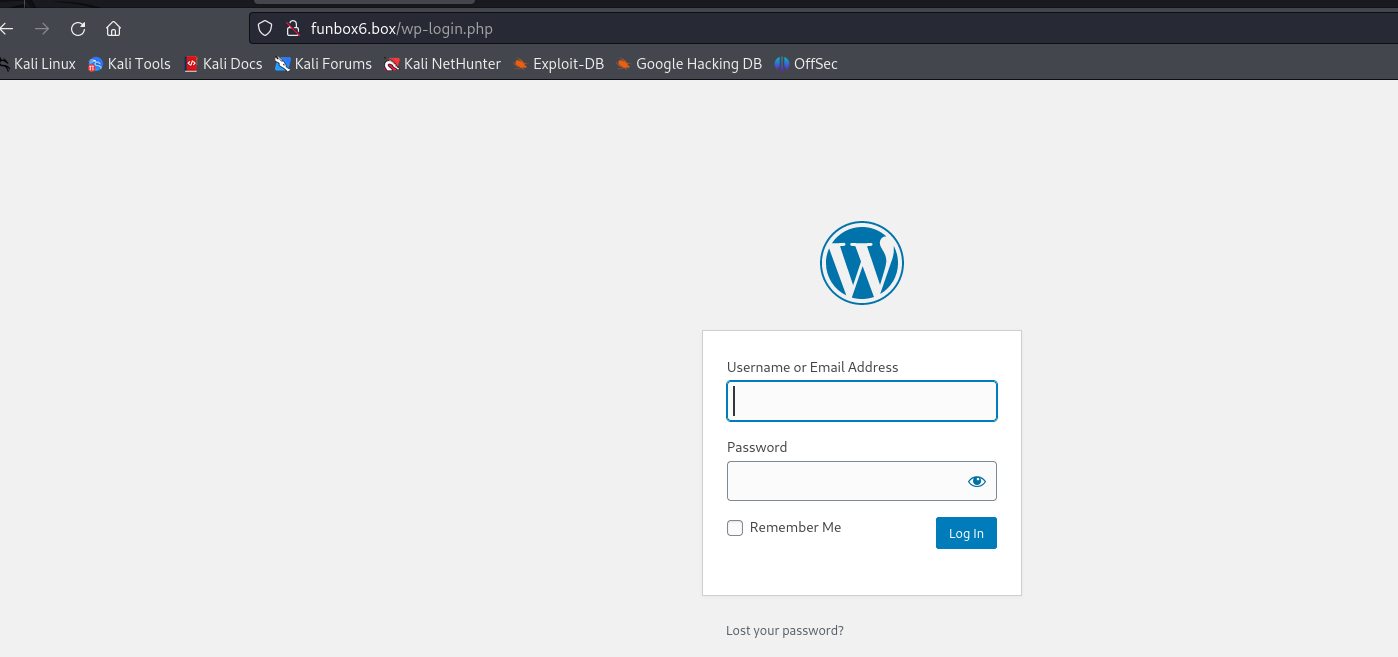 funbox6.box/wp-login.php
Kali Linux Kali Tools Kali Docs Kali Forums Kali NetHunter Exploit-DB Google Hacking DB OffSec
Username or Email Address
Password
Remember Me Log In
Lost your password?